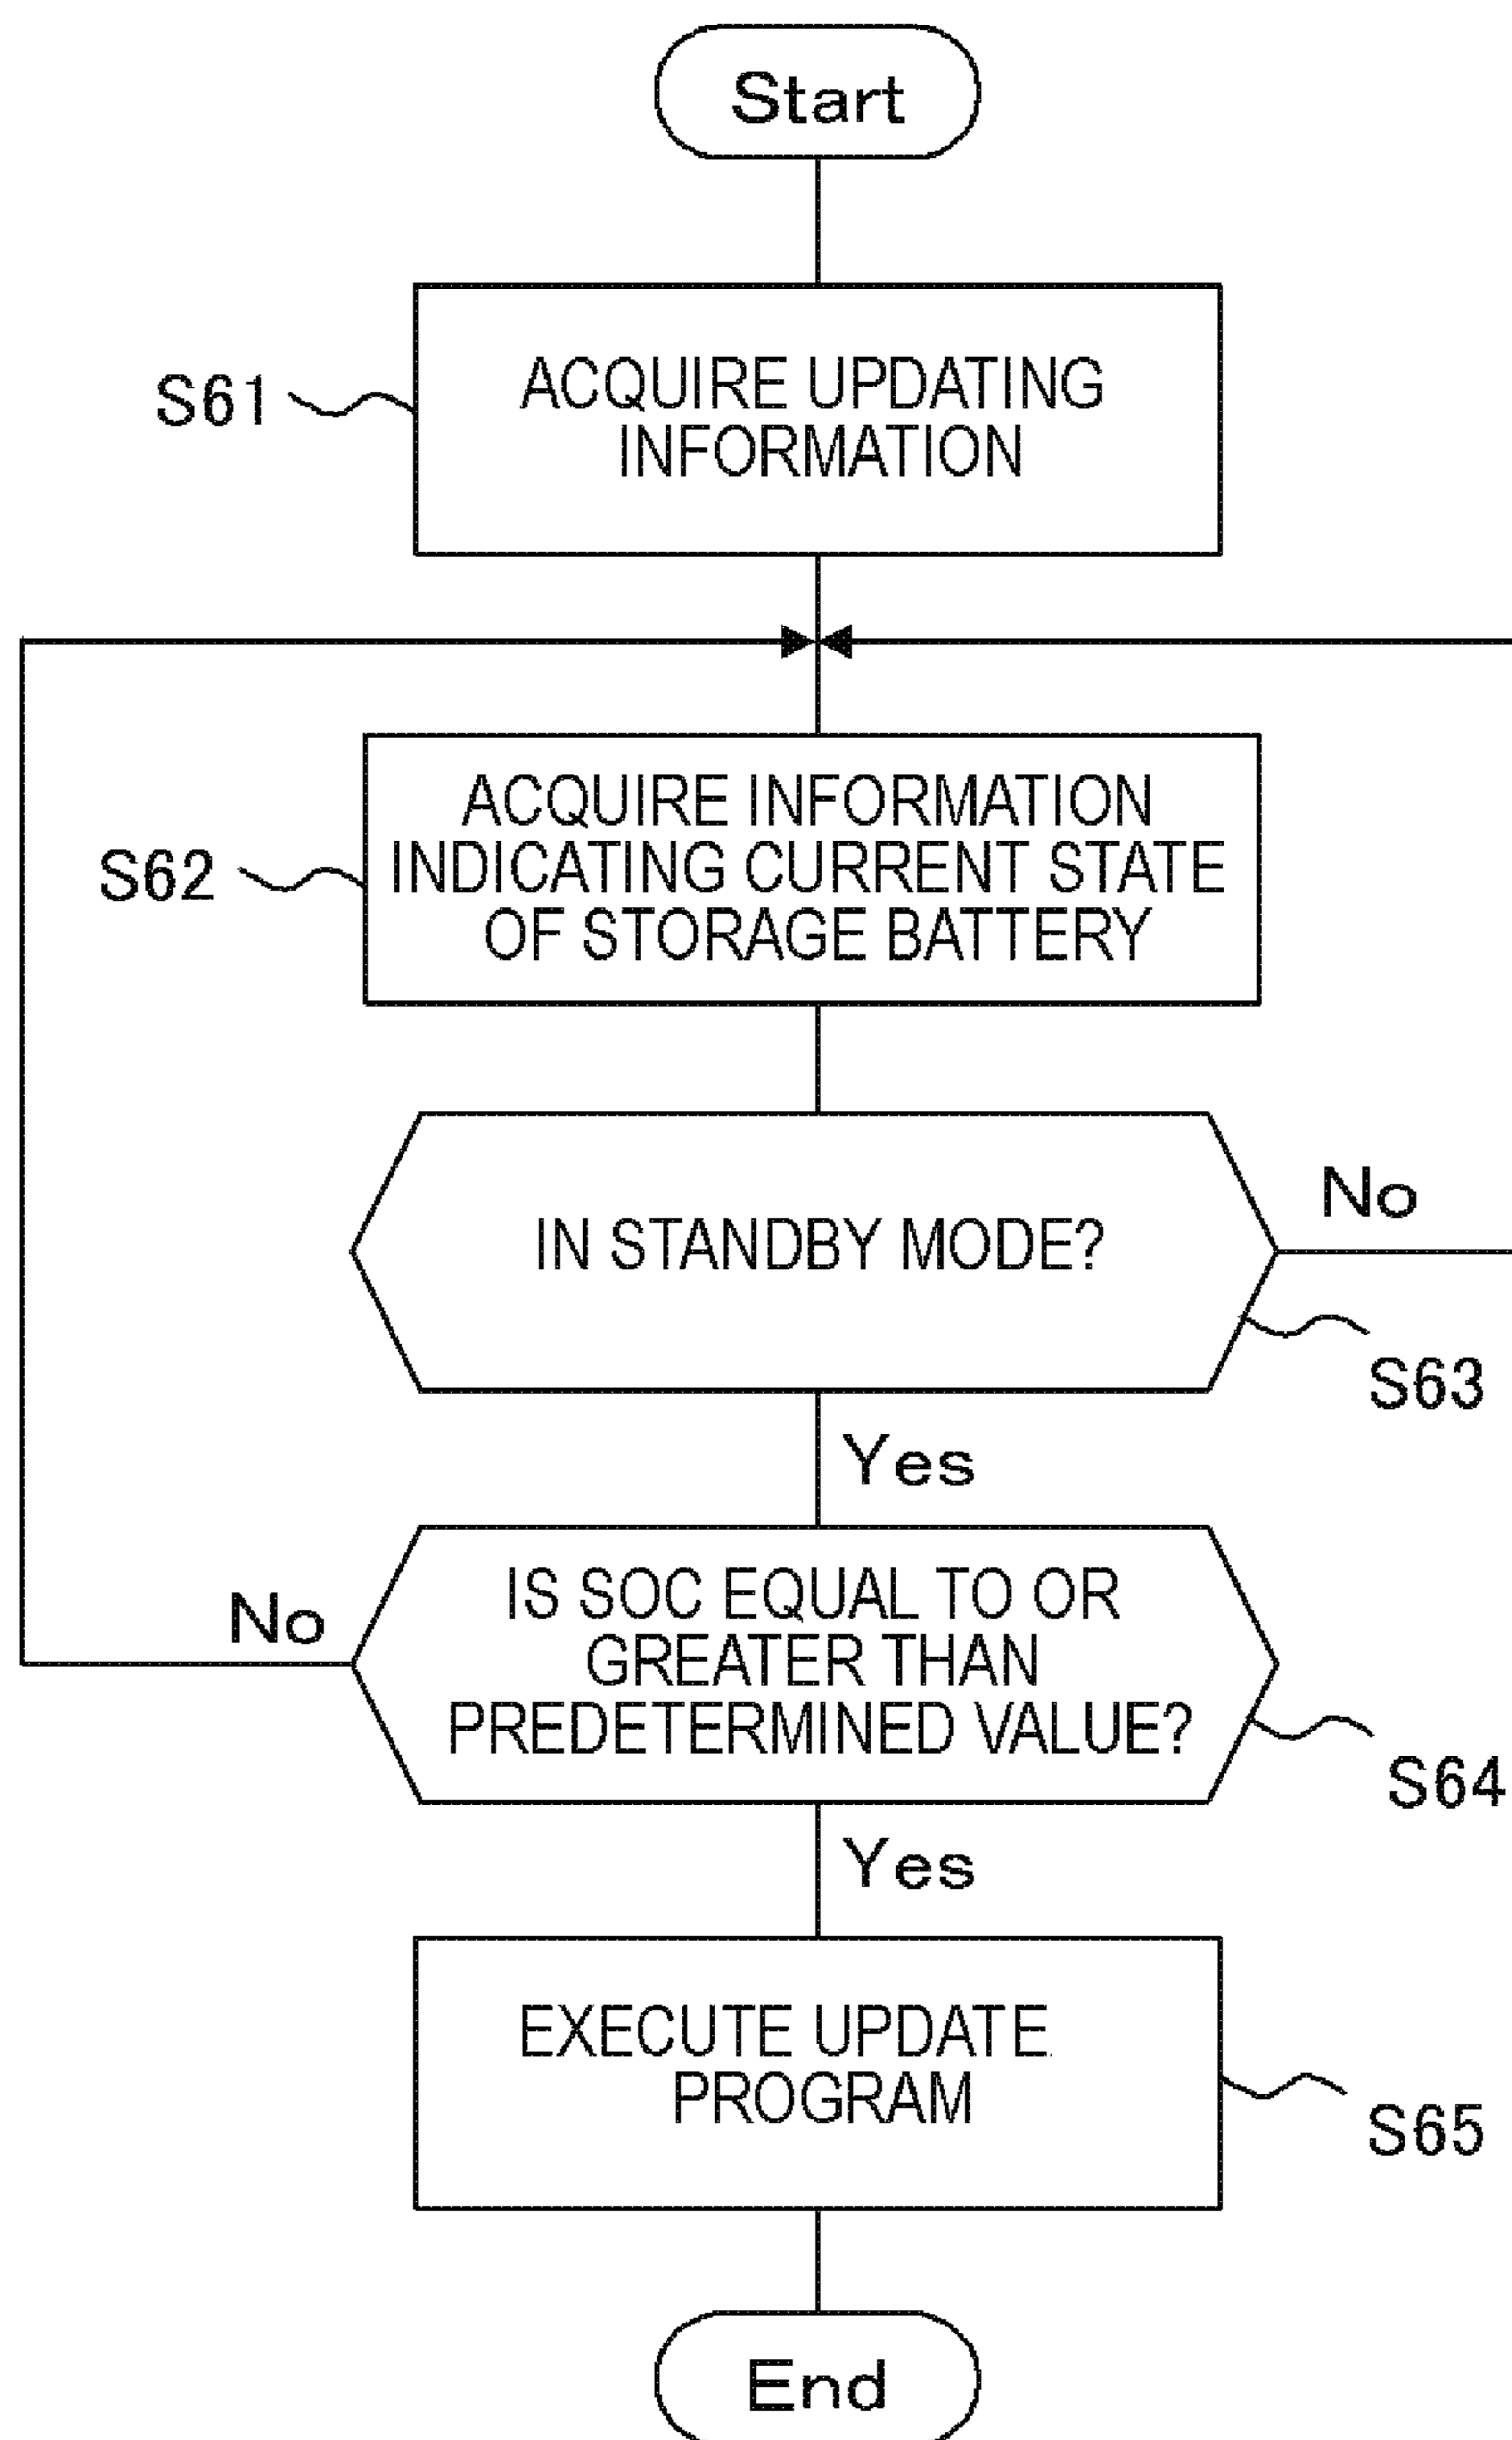 Start
S61
ACQUIRE UPDATING
INFORMATION
S62
ACQUIRE INFORMATION
INDICATING CURRENT STATE
OF STORAGE BATTERY
IN STANDBY MODE?
No
S63
Yes
IS SOC EQUAL TO OR
GREATER THAN
PREDETERMINED VALUE?
No
S64
Yes
EXECUTE UPDATE
PROGRAM
S65
End